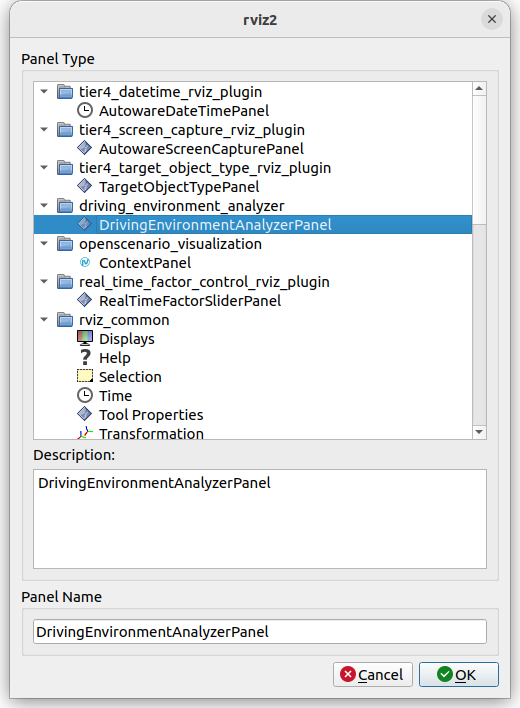 rviz2
Panel Type
tier4_datetime_rviz_plugin
AutowareDateTimePanel
tier4_screen_capture_rviz_plugin
AutowareScreenCapturePanel
tier4_target_object_type_rviz_plugin
TargetObjectTypePanel
driving_environment_analyzer
DrivingEnvironmentAnalyzerPanel
openscenario_visualization
ContextPanel
real_time_factor_control_rviz_plugin
RealTimeFactorSliderPanel
rviz_common
Displays
Help
Selection
Time
Tool Properties
Transformation
Description:
DrivingEnvironmentAnalyzerPanel
Panel Name
DrivingEnvironmentAnalyzerPanel
Cancel
OK